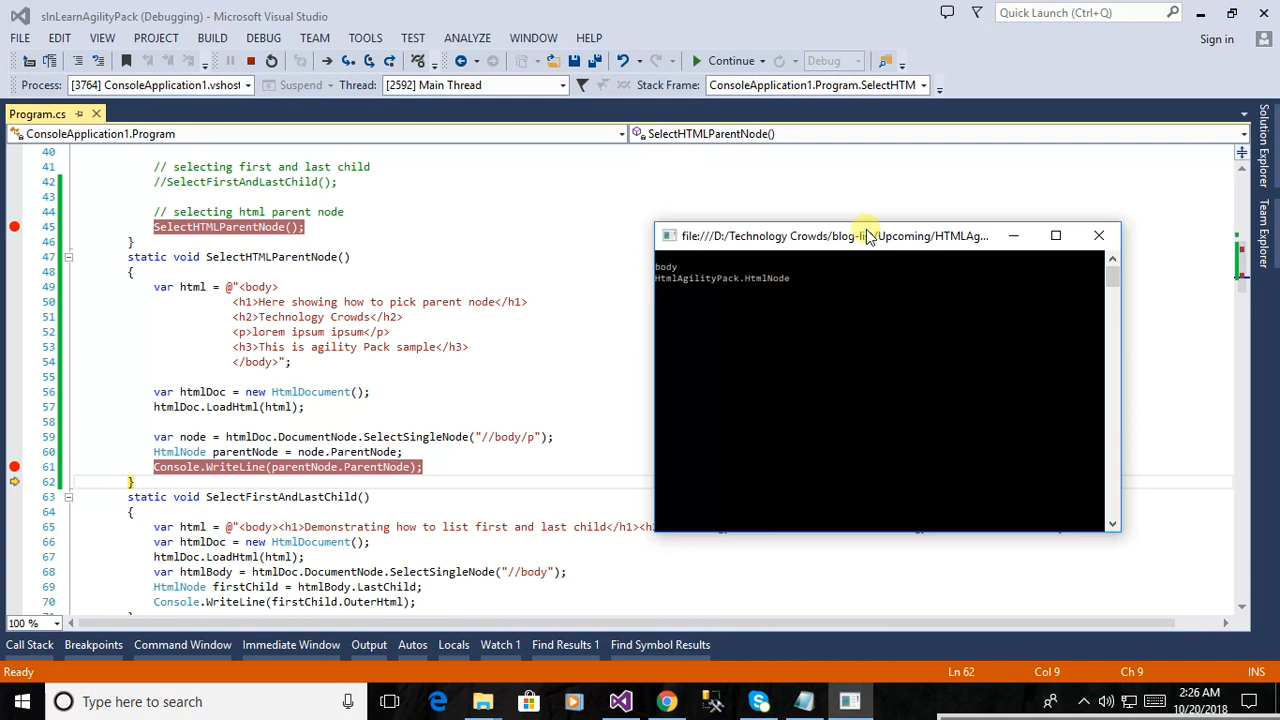 slnLearnAgilityPack (Debugging) - Microsoft Visual Studio
Quick Launch (Ctrl+Q)
FILE EDIT VIEW PROJECT BUILD DEBUG TEAM TOOLS TEST ANALYZE WINDOW HELP
Sign in
Continue
Debug
Process: [3764] ConsoleApplication1.vshost
Suspend
Thread: [2592] Main Thread
Stack Frame: ConsoleApplication1.Program.SelectHTM
Program.cs
ConsoleApplication1.Program
SelectHTMLParentNode()
40
41 // selecting first and last child
42 //SelectFirstAndLastChild();
43
44 // selecting html parent node
45 SelectHTMLParentNode();
46 }
47 static void SelectHTMLParentNode()
48 {
49 var html = @"<body>
50 <h1>Here showing how to pick parent node</h1>
51 <h2>Technology Crowds</h2>
52 <p>lorem ipsum ipsum</p>
53 <h3>This is agility Pack sample</h3>
54 </body>";
55
56 var htmlDoc = new HtmlDocument();
57 htmlDoc.LoadHtml(html);
58
59 var node = htmlDoc.DocumentNode.SelectSingleNode("//body/p");
60 HtmlNode parentNode = node.ParentNode;
61 Console.WriteLine(parentNode.ParentNode);
62 }
63 static void SelectFirstAndLastChild()
64 {
65 var html = @"<body><h1>Demonstrating how to list first and last child</h1><h
66 var htmlDoc = new HtmlDocument();
67 htmlDoc.LoadHtml(html);
68 var htmlBody = htmlDoc.DocumentNode.SelectSingleNode("//body");
69 HtmlNode firstChild = htmlBody.LastChild;
70 Console.WriteLine(firstChild.OuterHtml);
file:///D:/Technology Crowds/blog-li Upcoming/HTMLAg...
body
HtmlAgilityPack.HtmlNode
Solution Explorer
Team Explorer
100 %
Call Stack Breakpoints Command Window Immediate Window Output Autos Locals Watch 1 Find Results 1 Find Symbol Results
Ready
Ln 62 Col 9 Ch 9 INS
Type here to search
2:26 AM
10/20/2018